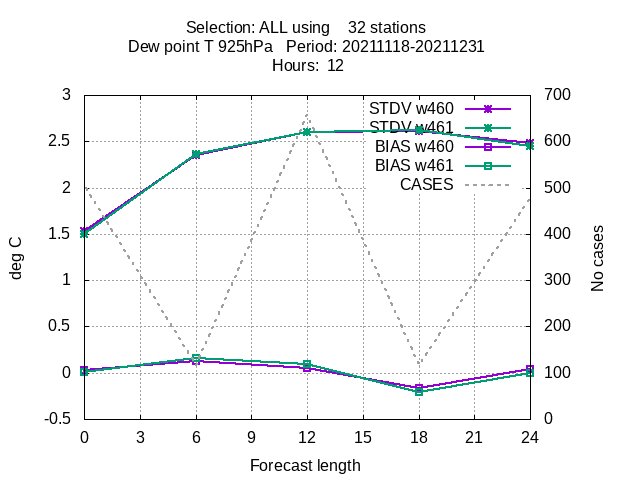 Selection: ALL using    32 stations
Dew point T 925hPa   Period: 20211118-20211231
Hours:  12
STDV w460
STDV w461
BIAS w460
BIAS w461
CASES
3
2.5
2
1.5
1
0.5
0
-0.5
700
600
500
400
300
200
100
0
deg C
No cases
0 3 6 9 12 15 18 21 24
Forecast length